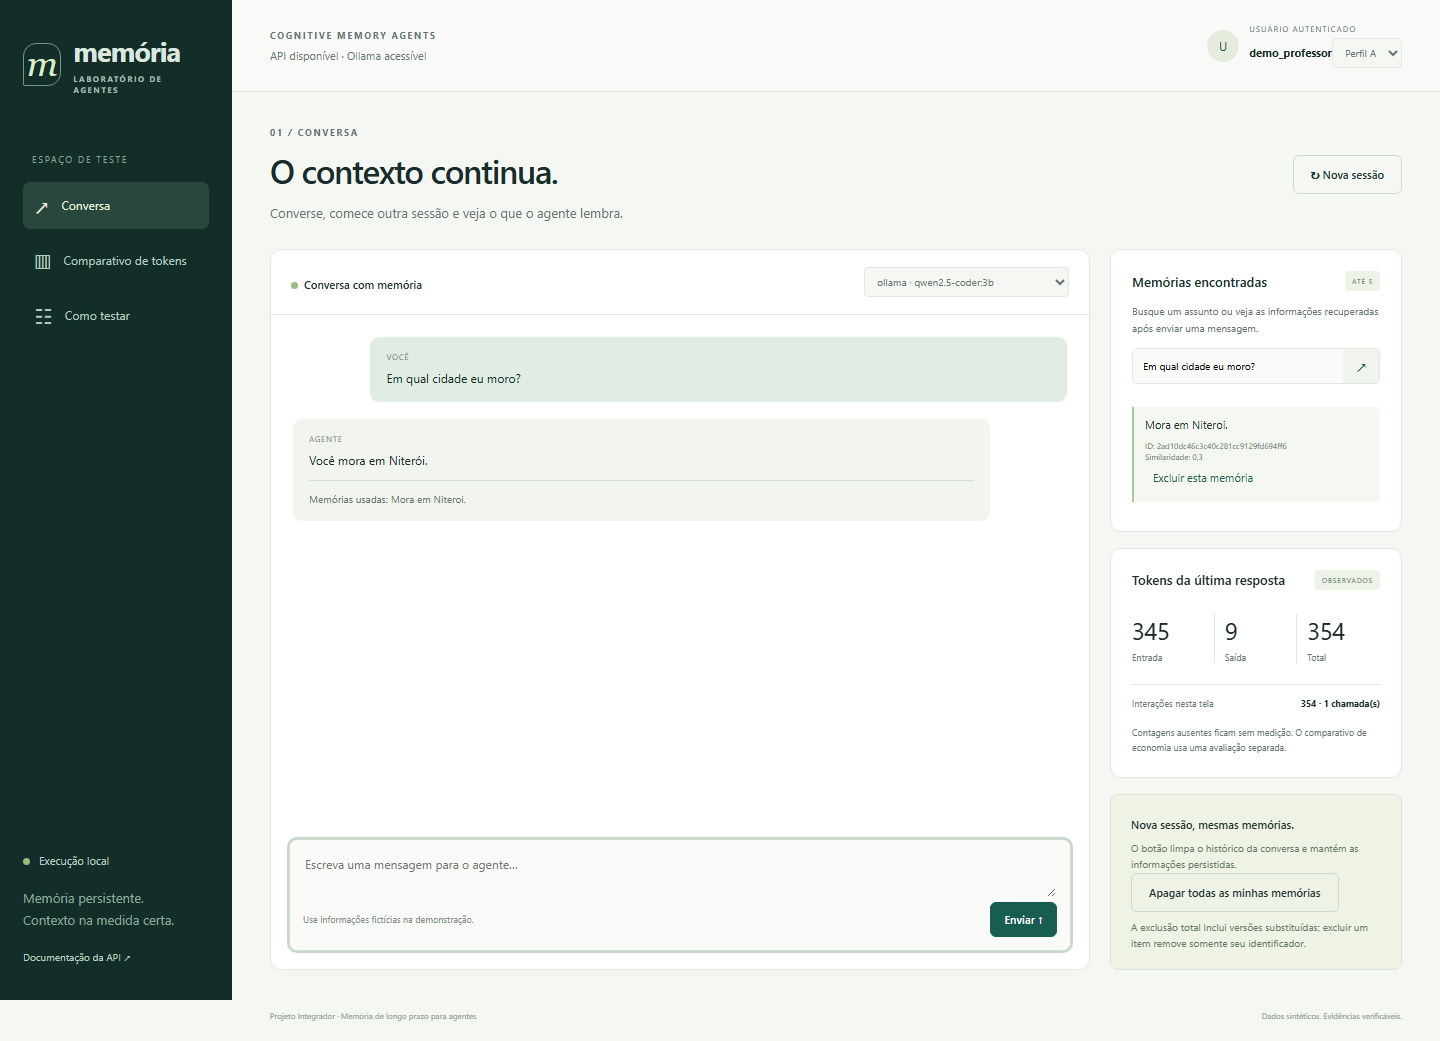 m
memória
LABORATÓRIO DE
AGENTES
ESPAÇO DE TESTE
Conversa
Comparativo de tokens
Como testar
Execução local
Memória persistente.
Contexto na medida certa.
Documentação da API ↗
COGNITIVE MEMORY AGENTS
API disponível · Ollama acessível
U
USUÁRIO AUTENTICADO
demo_professor
Perfil A
01 / CONVERSA
O contexto continua.
Converse, comece outra sessão e veja o que o agente lembra.
↻ Nova sessão
Conversa com memória
ollama · qwen2.5-coder:3b
VOCÊ
Em qual cidade eu moro?
AGENTE
Você mora em Niterói.
Memórias usadas: Mora em Niteroi.
Escreva uma mensagem para o agente...
Use informações fictícias na demonstração.
Enviar ↑
Memórias encontradas
ATÉ 5
Busque um assunto ou veja as informações recuperadas
após enviar uma mensagem.
Em qual cidade eu moro?
↗
Mora em Niteroi.
ID: 2ad10dc46c3c40c281cc9129fd694ff6
Similaridade: 0,3
Excluir esta memória
Tokens da última resposta
OBSERVADOS
345
Entrada
9
Saída
354
Total
Interações nesta tela
354 · 1 chamada(s)
Contagens ausentes ficam sem medição. O comparativo de
economia usa uma avaliação separada.
Nova sessão, mesmas memórias.
O botão limpa o histórico da conversa e mantém as
informações persistidas.
Apagar todas as minhas memórias
A exclusão total inclui versões substituídas; excluir um
item remove somente seu identificador.
Projeto Integrador · Memória de longo prazo para agentes
Dados sintéticos. Evidências verificáveis.